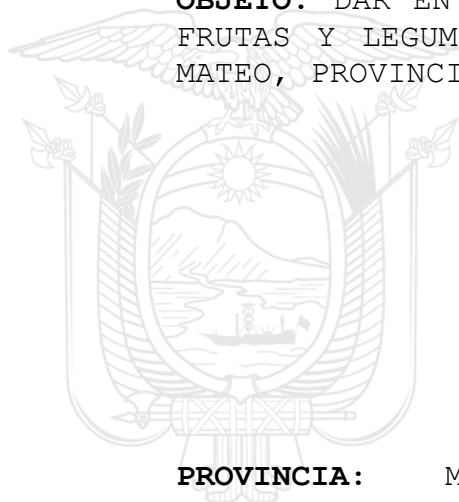 OBJETO: DAR EN
FRUTAS Y LEGUM
MATEO, PROVINCI
PROVINCIA: M